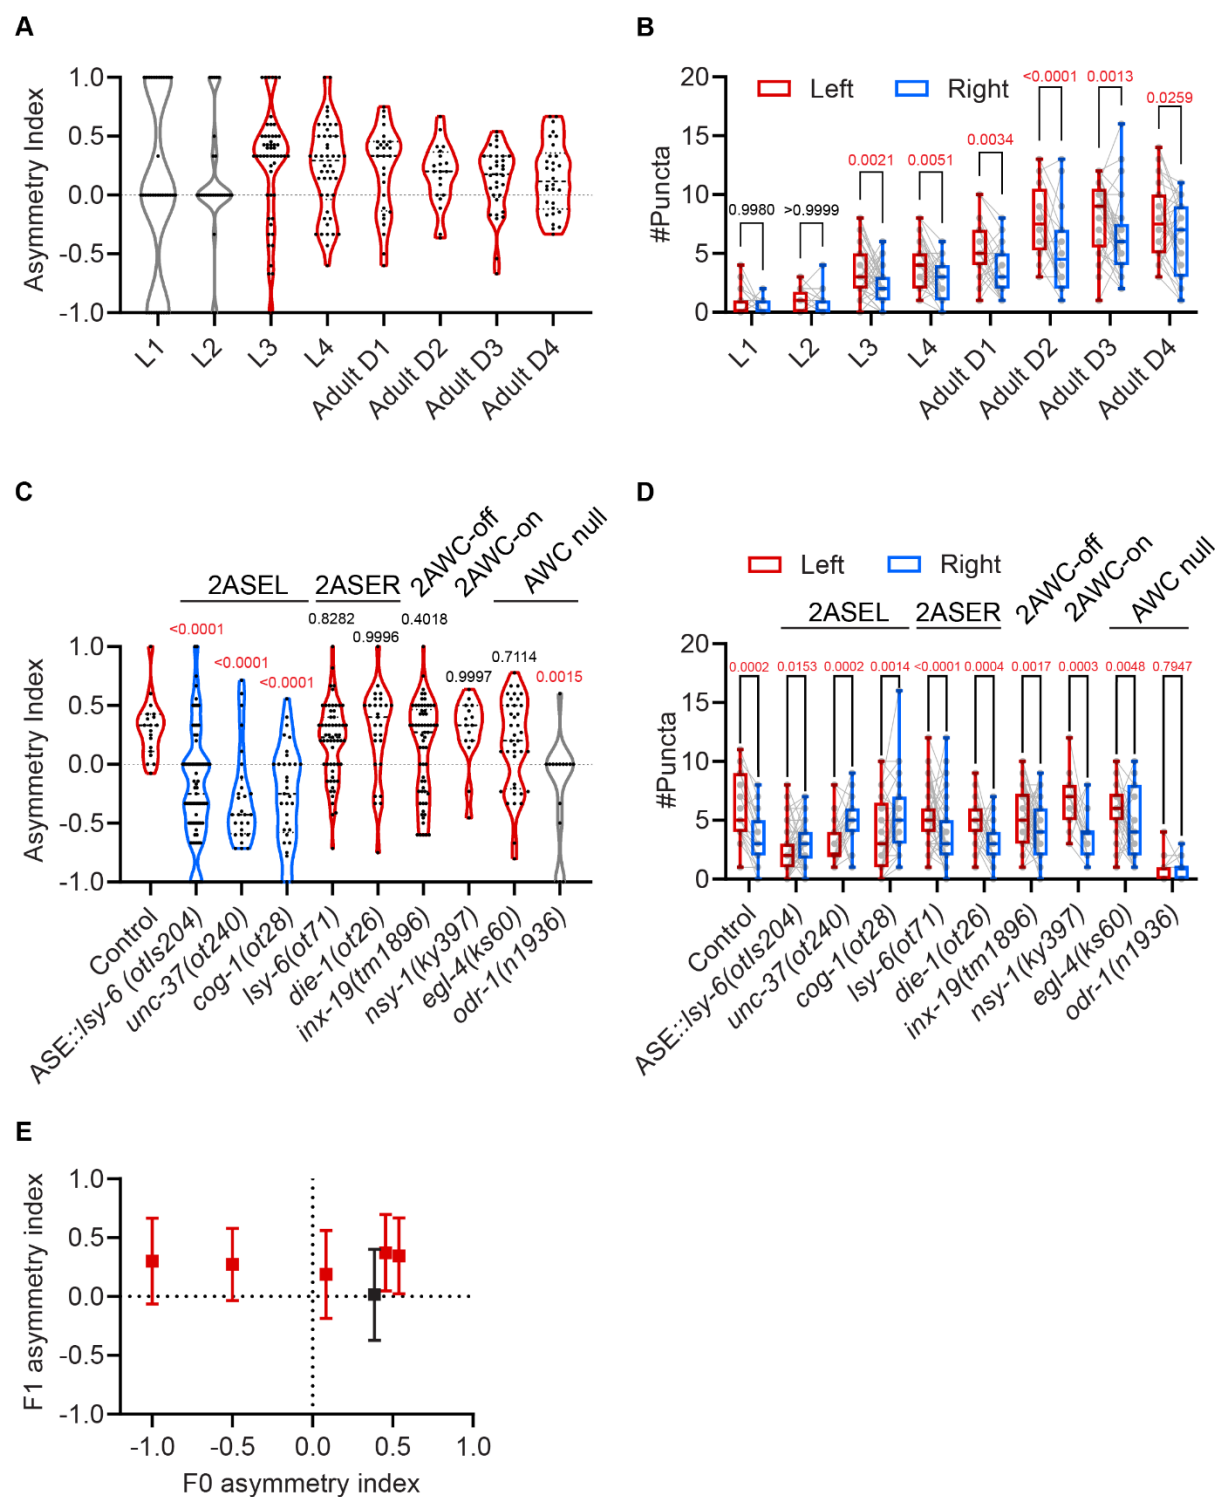 A
Asymmetry Index
1.0
0.5
0.0
-0.5
-1.0
L1
L2
L3
L4
Adult D1
Adult D2
Adult D3
Adult D4
B
#Puncta
20
15
10
5
0
Left
Right
0.9980
>0.9999
0.0021
0.0051
0.0034
<0.0001
0.0013
0.0259
L1
L2
L3
L4
Adult D1
Adult D2
Adult D3
Adult D4
C
2ASEL
2ASER
2AWC-off
2AWC-on
AWC null
Asymmetry Index
1.0
0.5
0.0
-0.5
-1.0
<0.0001
<0.0001
<0.0001
0.8282
0.9996
0.4018
0.9997
0.7114
0.0015
Control
ASE::lsy-6 (otIs204)
unc-37(ot240)
cog-1(ot28)
lsy-6(ot71)
die-1(ot26)
inx-19(tm1896)
nsy-1(ky397)
egl-4(ks60)
odr-1(n1936)
D
Left
Right
2ASEL
2ASER
2AWC-off
2AWC-on
AWC null
#Puncta
20
15
10
5
0
0.0002
0.0153
0.0002
0.0014
<0.0001
0.0004
0.0017
0.0003
0.0048
0.7947
Control
ASE::lsy-6(otIs204)
unc-37(ot240)
cog-1(ot28)
lsy-6(ot71)
die-1(ot26)
inx-19(tm1896)
nsy-1(ky397)
egl-4(ks60)
odr-1(n1936)
E
F1 asymmetry index
1.0
0.5
0.0
-0.5
-1.0
-1.0
-0.5
0.0
0.5
1.0
F0 asymmetry index